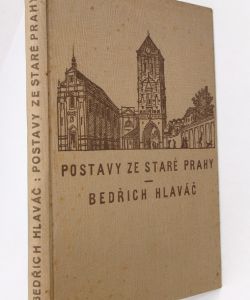 BEDŘICH HLAVÁČ: POSTAVY ZE STARÉ PRAHY
POSTAVY ZE STARÉ PRAHY
BEDŘICH HLAVÁČ